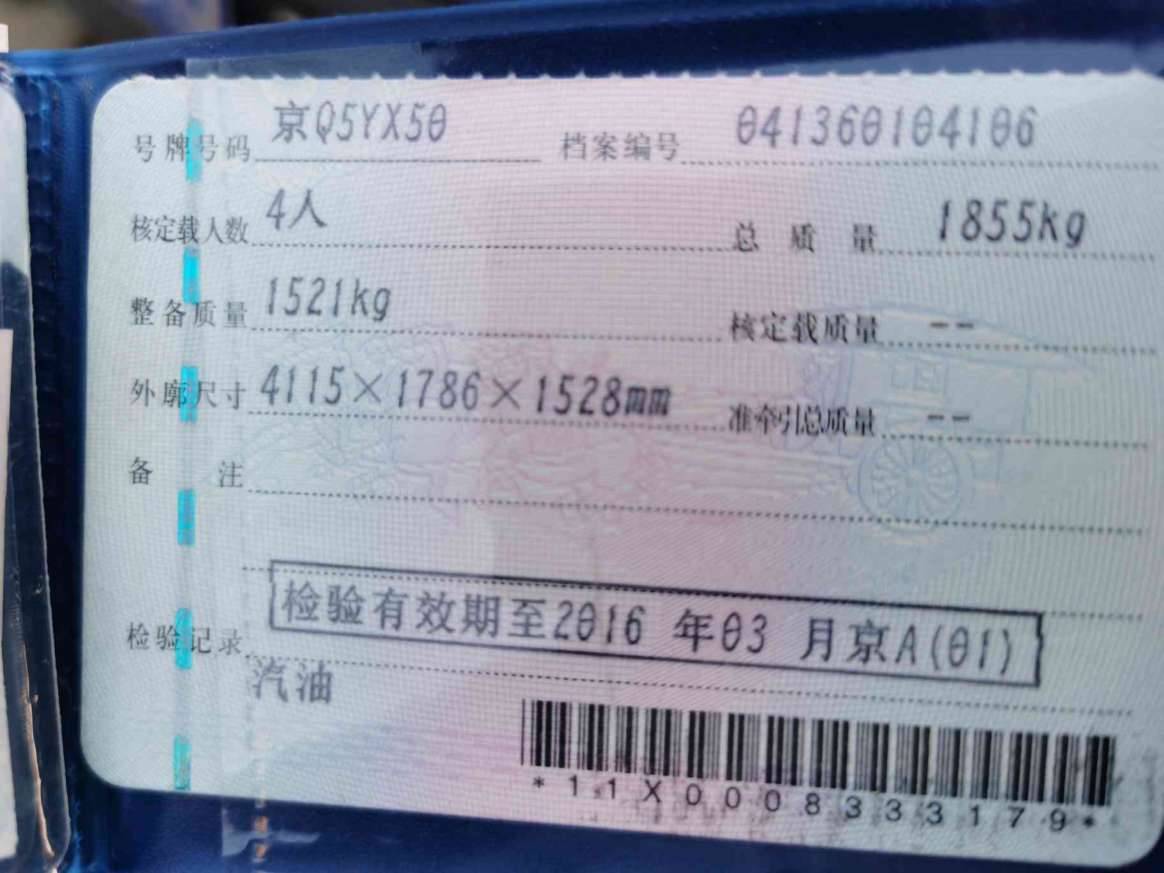 号牌号码 京Q5YX50 档案编号 041360104106
核定载人数 4人 总质量 1855kg
整备质量 1521kg 核定载质量 --
外廓尺寸 4115×1786×1528mm 准牵引总质量 --
备注
检验记录 检验有效期至2016 年03 月京A(01)
汽油
*11X0008333179*